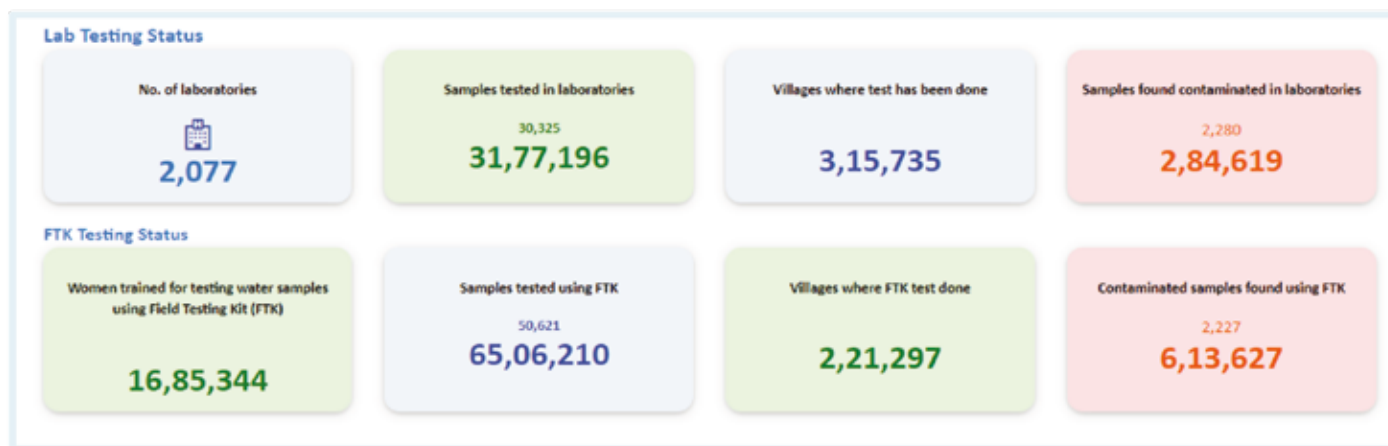 Lab Testing Status
No. of laboratories
2,077
Samples tested in laboratories
30,325
31,77,196
Villages where test has been done
3,15,735
Samples found contaminated in laboratories
2,280
2,84,619
FTK Testing Status
Women trained for testing water samples
using Field Testing Kit (FTK)
16,85,344
Samples tested using FTK
50,621
65,06,210
Villages where FTK test done
2,21,297
Contaminated samples found using FTK
2,227
6,13,627